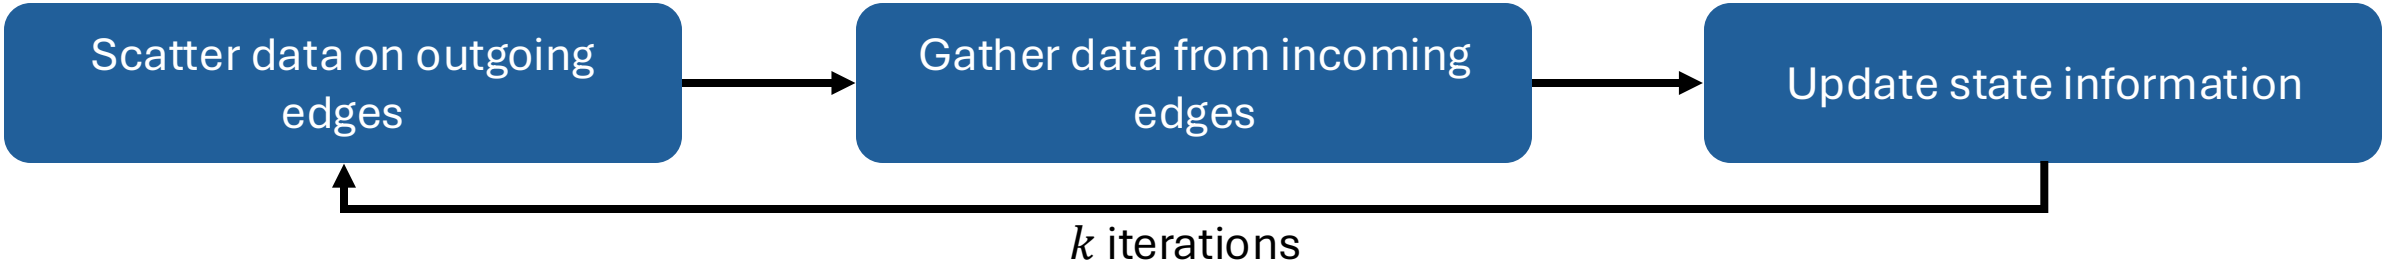 Scatter data on outgoing
edges
Gather data from incoming
edges
Update state information
k iterations